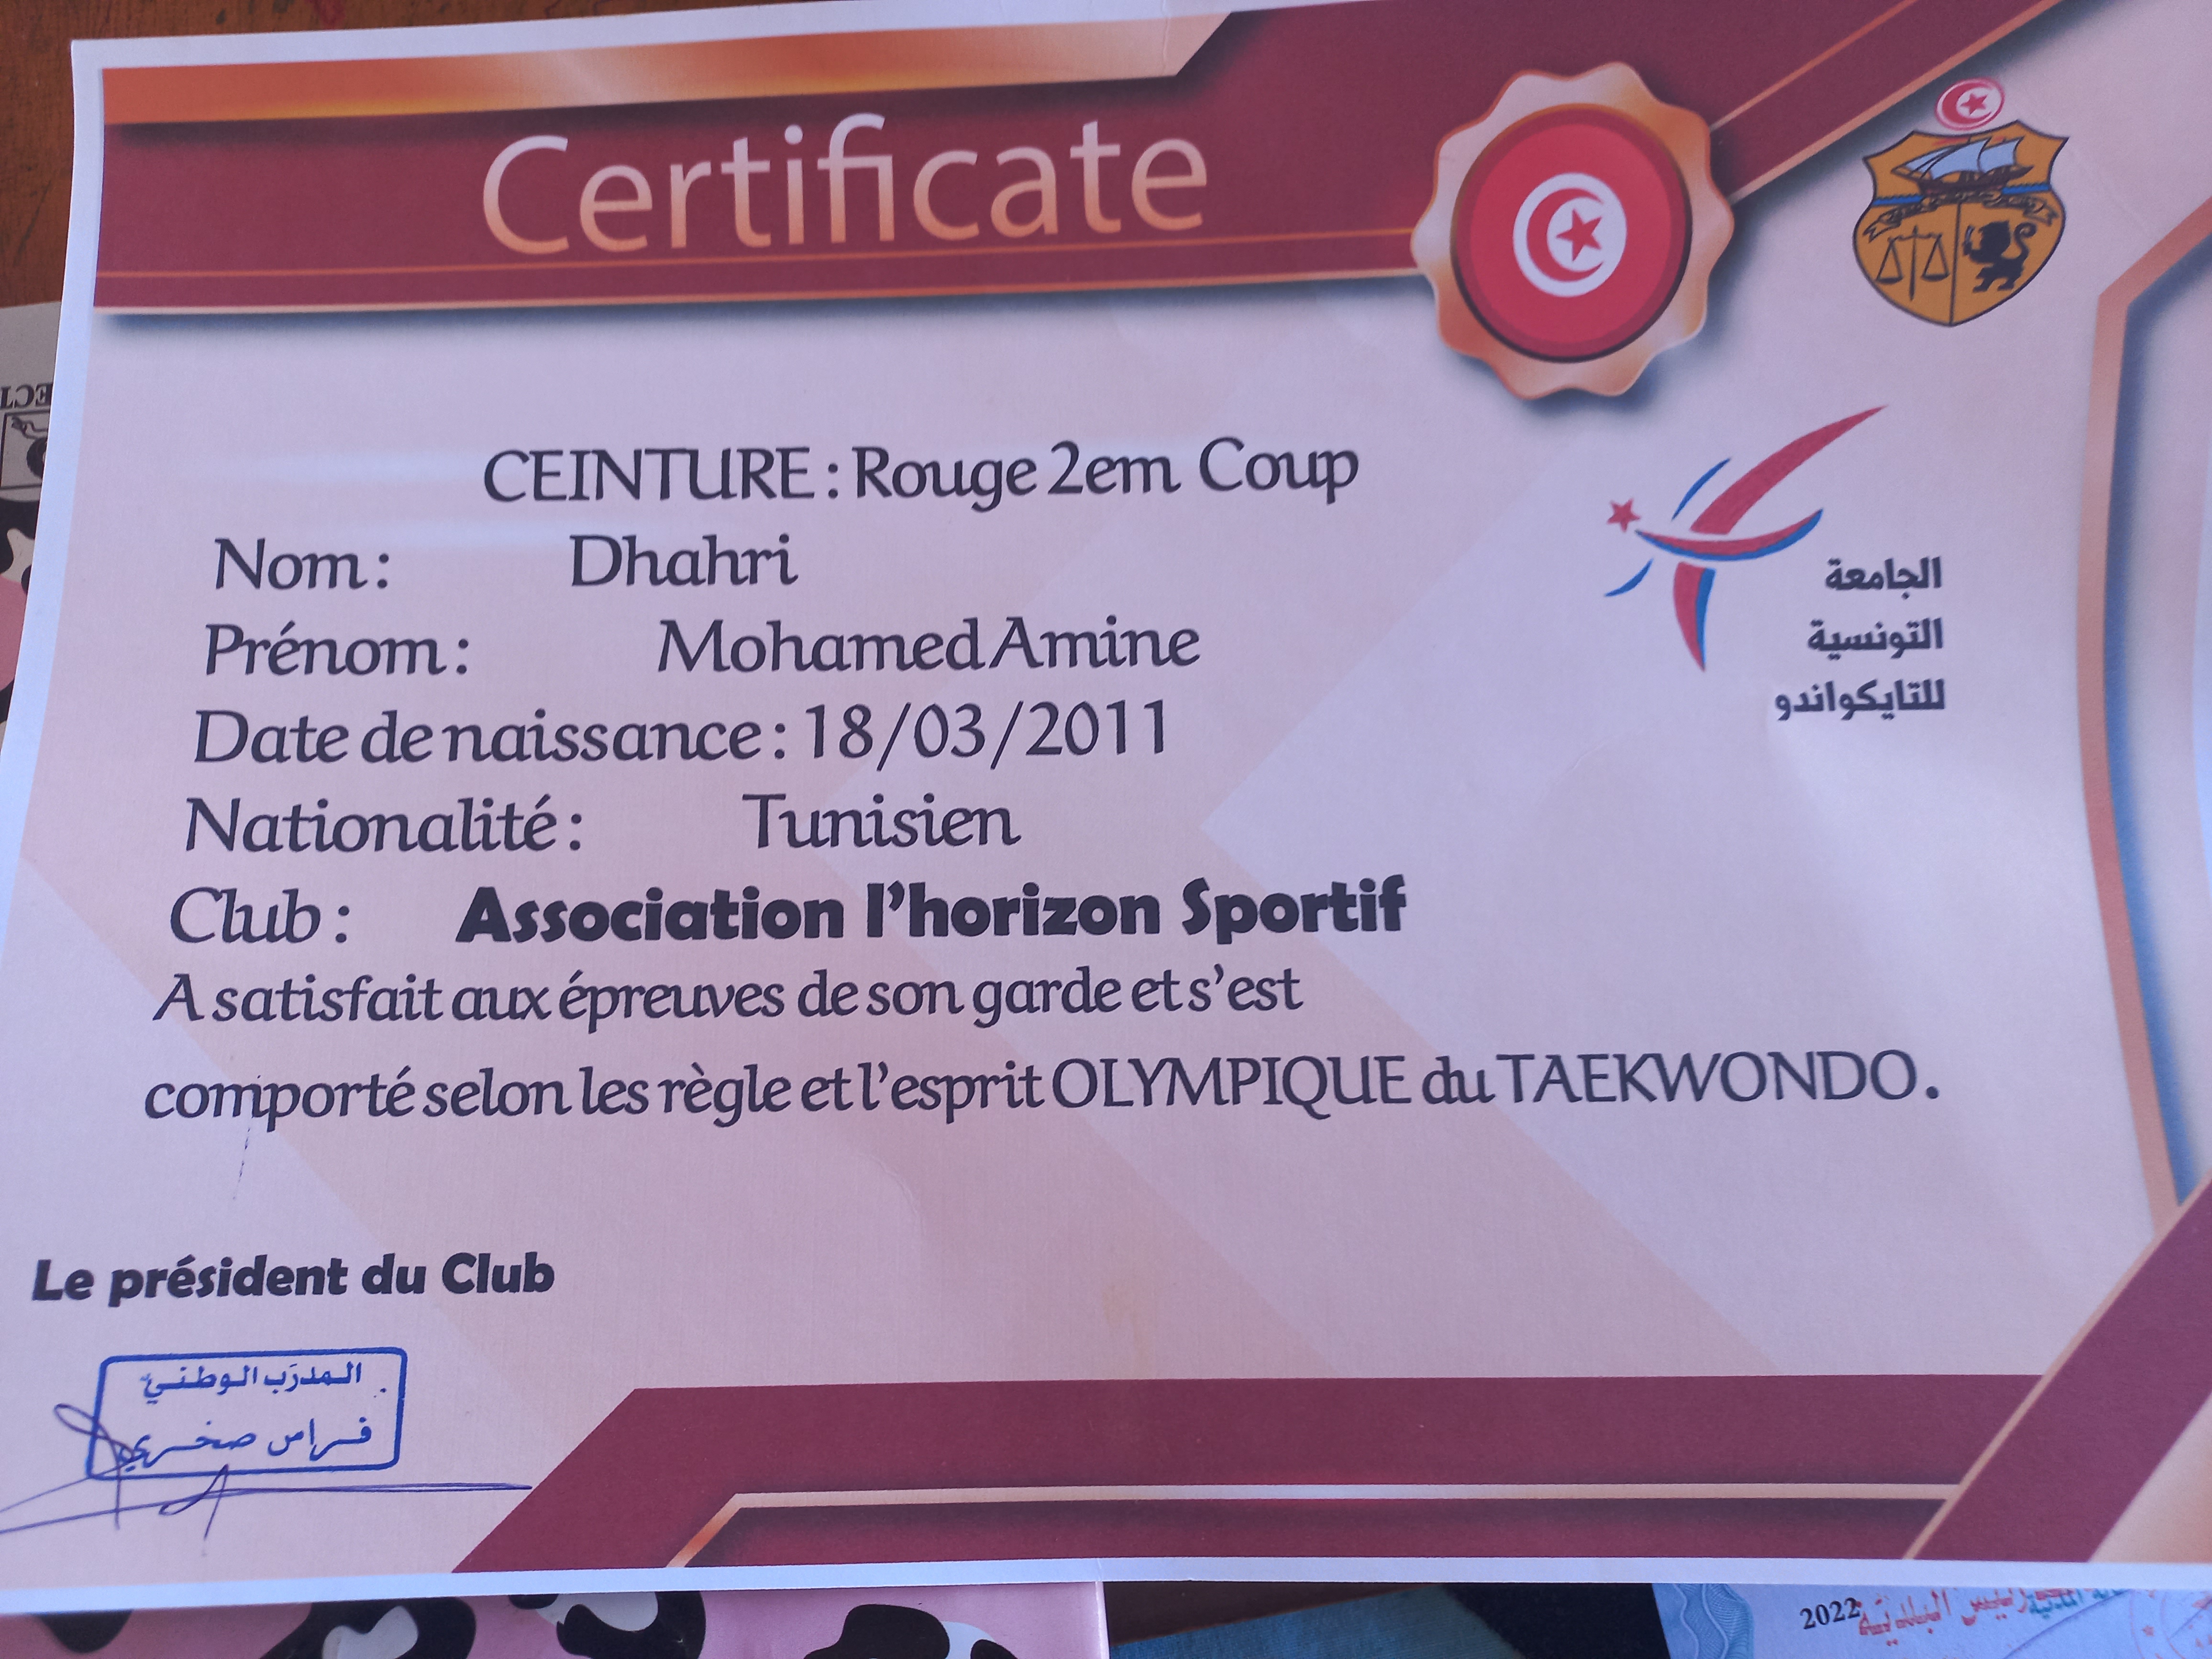 Certificate
CEINTURE : Rouge 2em Coup
Nom : Dhahri
Prénom : Mohamed Amine
Date de naissance : 18/03/2011
Nationalité : Tunisien
Club : Association l'horizon Sportif
A satisfait aux épreuves de son garde et s'est
comporté selon les règle et l'esprit OLYMPIQUE du TAEKWONDO.
الجامعة
التونسية
للتايكواندو
Le président du Club
المدرّب الوطني
فراس صخري
2022